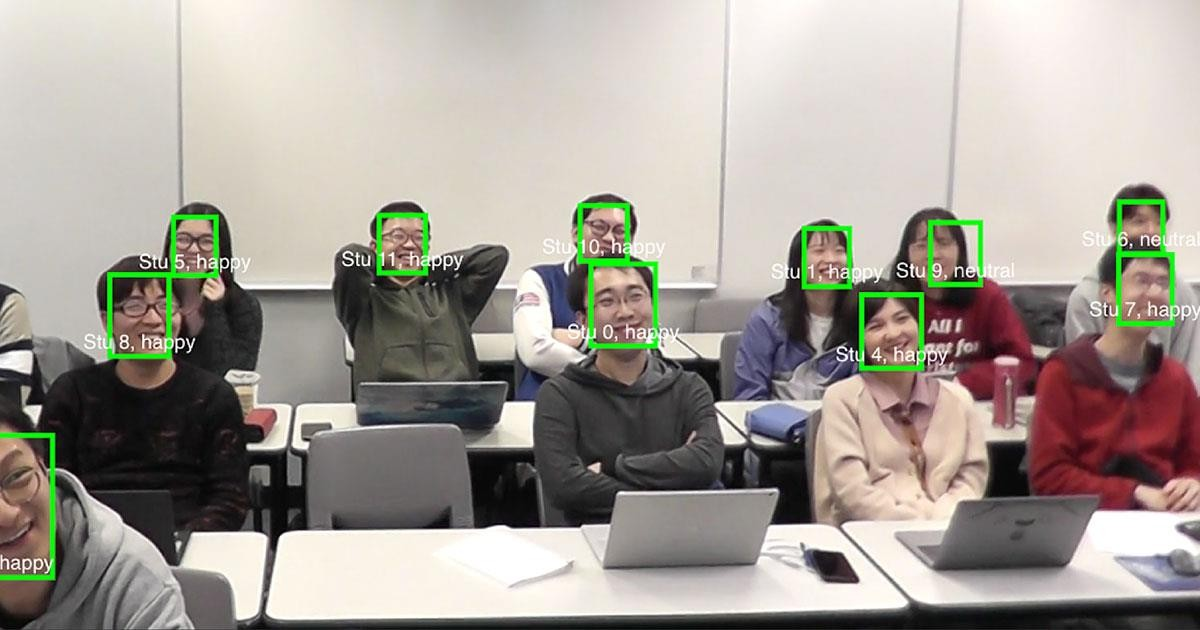 Stu 10, happy
Stu 6, neutral
Stu 5, happy
Stu 11, happy
Stu 1, happy
Stu 9, neutral
Stu 7, happy
Stu 8, happy
Stu 0, happy
Stu 4, happy
All I
for
happy